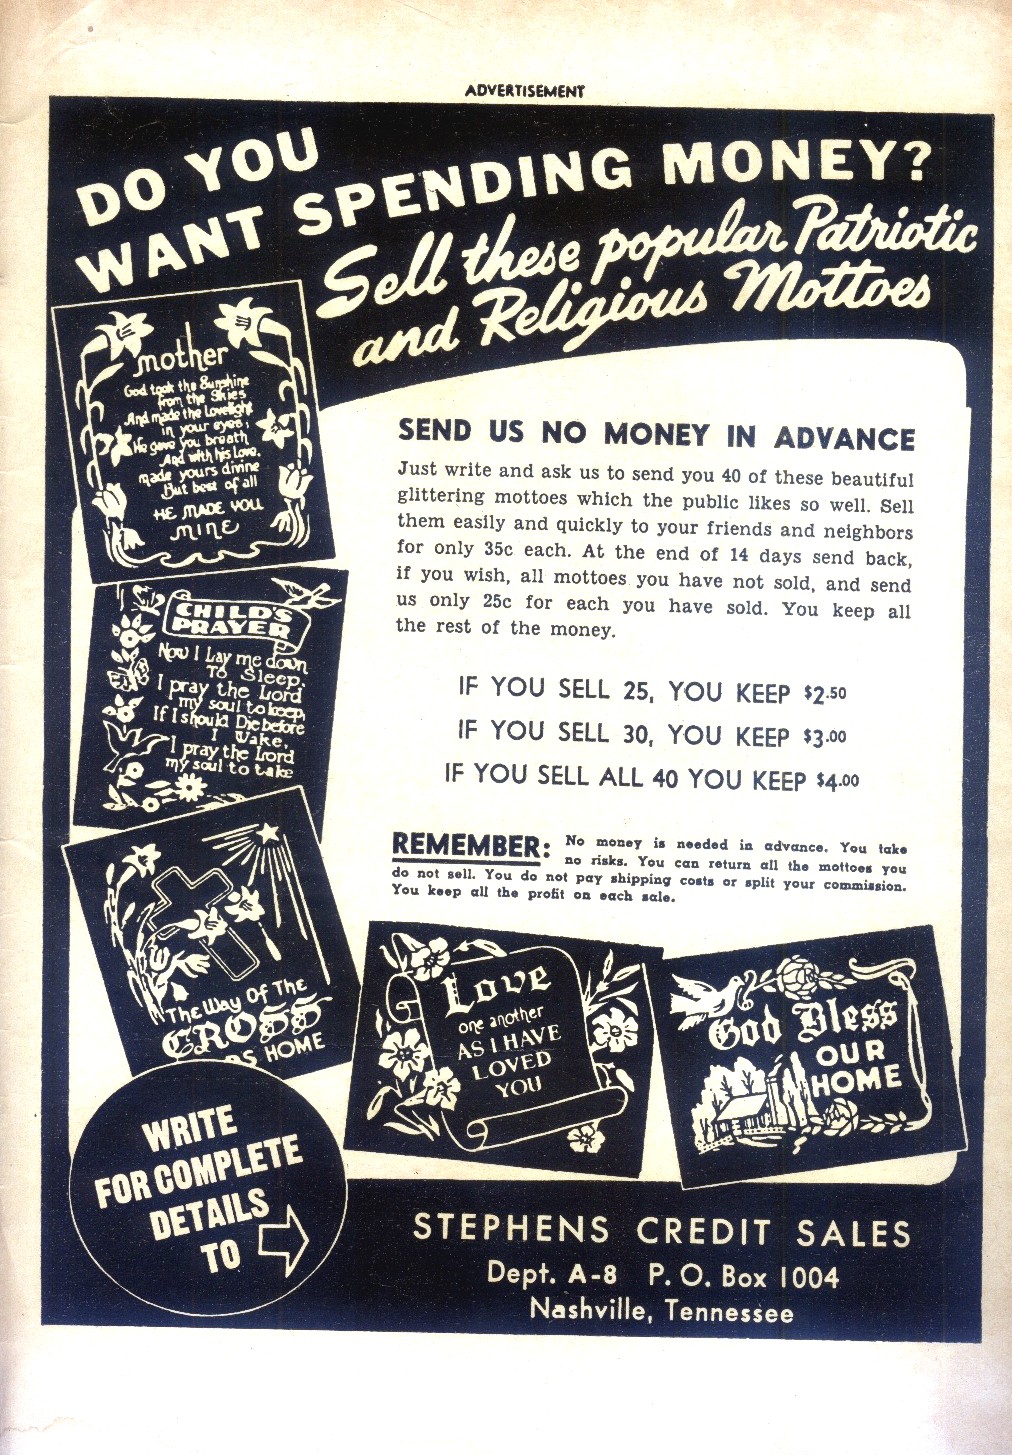 ADVERTISEMENT
DO YOU
WANT SPENDING MONEY?
Sell these popular Patriotic
and Religious Mottoes
mother
God took the Sunshine
from the Skies
And made the Lovelight
in your eyes;
He gave you breath
And with his Love,
made yours divine
But best of all
HE MADE YOU
MINE
CHILD'S
PRAYER
Now I Lay me down
To Sleep.
I pray the Lord
my soul to keep,
If I should Die before
I Wake,
I pray the Lord
my soul to take
The Way Of The
CROSS
HOME
SEND US NO MONEY IN ADVANCE
Just write and ask us to send you 40 of these beautiful
glittering mottoes which the public likes so well. Sell
them easily and quickly to your friends and neighbors
for only 35c each. At the end of 14 days send back,
if you wish, all mottoes you have not sold, and send
us only 25c for each you have sold. You keep all
the rest of the money.
IF YOU SELL 25, YOU KEEP $2.50
IF YOU SELL 30, YOU KEEP $3.00
IF YOU SELL ALL 40 YOU KEEP $4.00
REMEMBER: No money is needed in advance. You take
no risks. You can return all the mottoes you
do not sell. You do not pay shipping costs or split your commission.
You keep all the profit on each sale.
Love
one another
AS I HAVE
LOVED
YOU
God Bless
OUR
HOME
WRITE
FOR COMPLETE
DETAILS
TO
STEPHENS CREDIT SALES
Dept. A-8 P. O. Box 1004
Nashville, Tennessee